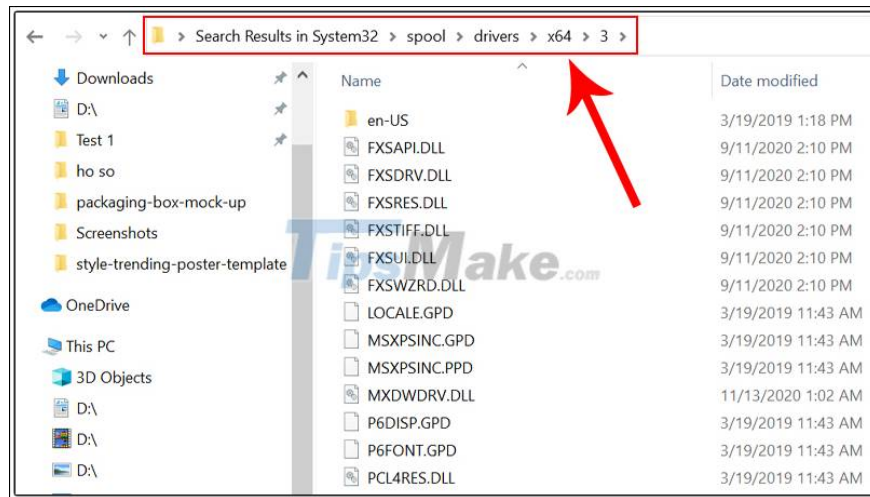 Search Results in System32 > spool > drivers > x64 > 3 >
Downloads
D:\
Test 1
ho so
packaging-box-mock-up
Screenshots
style-trending-poster-template
OneDrive
This PC
3D Objects
D:\
D:\
D:\
Name Date modified
en-US 3/19/2019 1:18 PM
FXSAPI.DLL 9/11/2020 2:10 PM
FXSDRV.DLL 9/11/2020 2:10 PM
FXSRES.DLL 9/11/2020 2:10 PM
FXSTIFF.DLL 9/11/2020 2:10 PM
FXSUI.DLL 9/11/2020 2:10 PM
FXSWZRD.DLL 9/11/2020 2:10 PM
LOCALE.GPD 3/19/2019 11:43 AM
MSXPSINC.GPD 3/19/2019 11:43 AM
MSXPSINC.PPD 3/19/2019 11:43 AM
MXDWDRV.DLL 11/13/2020 1:02 AM
P6DISP.GPD 3/19/2019 11:43 AM
P6FONT.GPD 3/19/2019 11:43 AM
PCL4RES.DLL 3/19/2019 11:43 AM
TipsMake.com